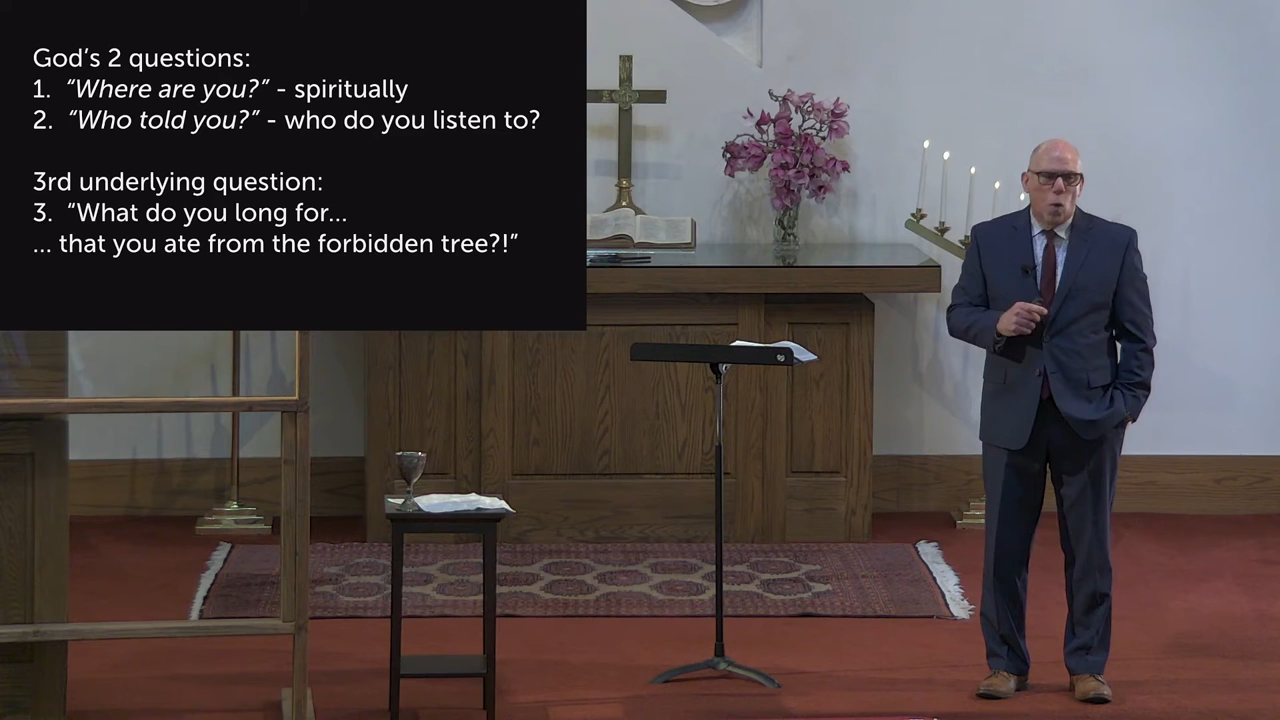 God's 2 questions:
1. "Where are you?" - spiritually
2. "Who told you?" - who do you listen to?
3rd underlying question:
3. "What do you long for...
... that you ate from the forbidden tree?!"